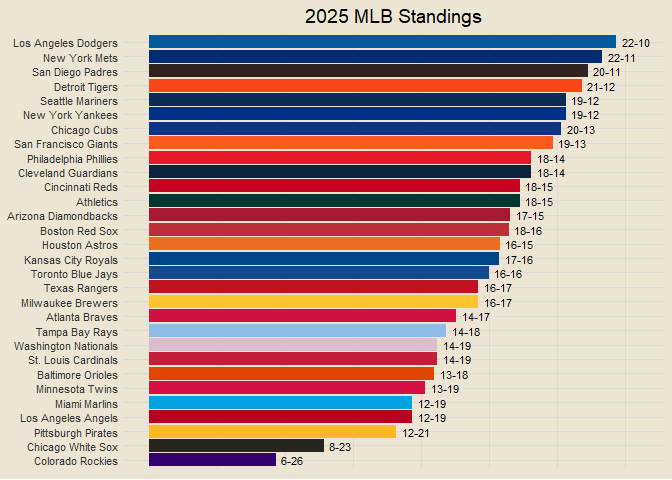 2025 MLB Standings
Los Angeles Dodgers 22-10
New York Mets 22-11
San Diego Padres 20-11
Detroit Tigers 21-12
Seattle Mariners 19-12
New York Yankees 19-12
Chicago Cubs 20-13
San Francisco Giants 19-13
Philadelphia Phillies 18-14
Cleveland Guardians 18-14
Cincinnati Reds 18-15
Athletics 18-15
Arizona Diamondbacks 17-15
Boston Red Sox 18-16
Houston Astros 16-15
Kansas City Royals 17-16
Toronto Blue Jays 16-16
Texas Rangers 16-17
Milwaukee Brewers 16-17
Atlanta Braves 14-17
Tampa Bay Rays 14-18
Washington Nationals 14-19
St. Louis Cardinals 14-19
Baltimore Orioles 13-18
Minnesota Twins 13-19
Miami Marlins 12-19
Los Angeles Angels 12-19
Pittsburgh Pirates 12-21
Chicago White Sox 8-23
Colorado Rockies 6-26